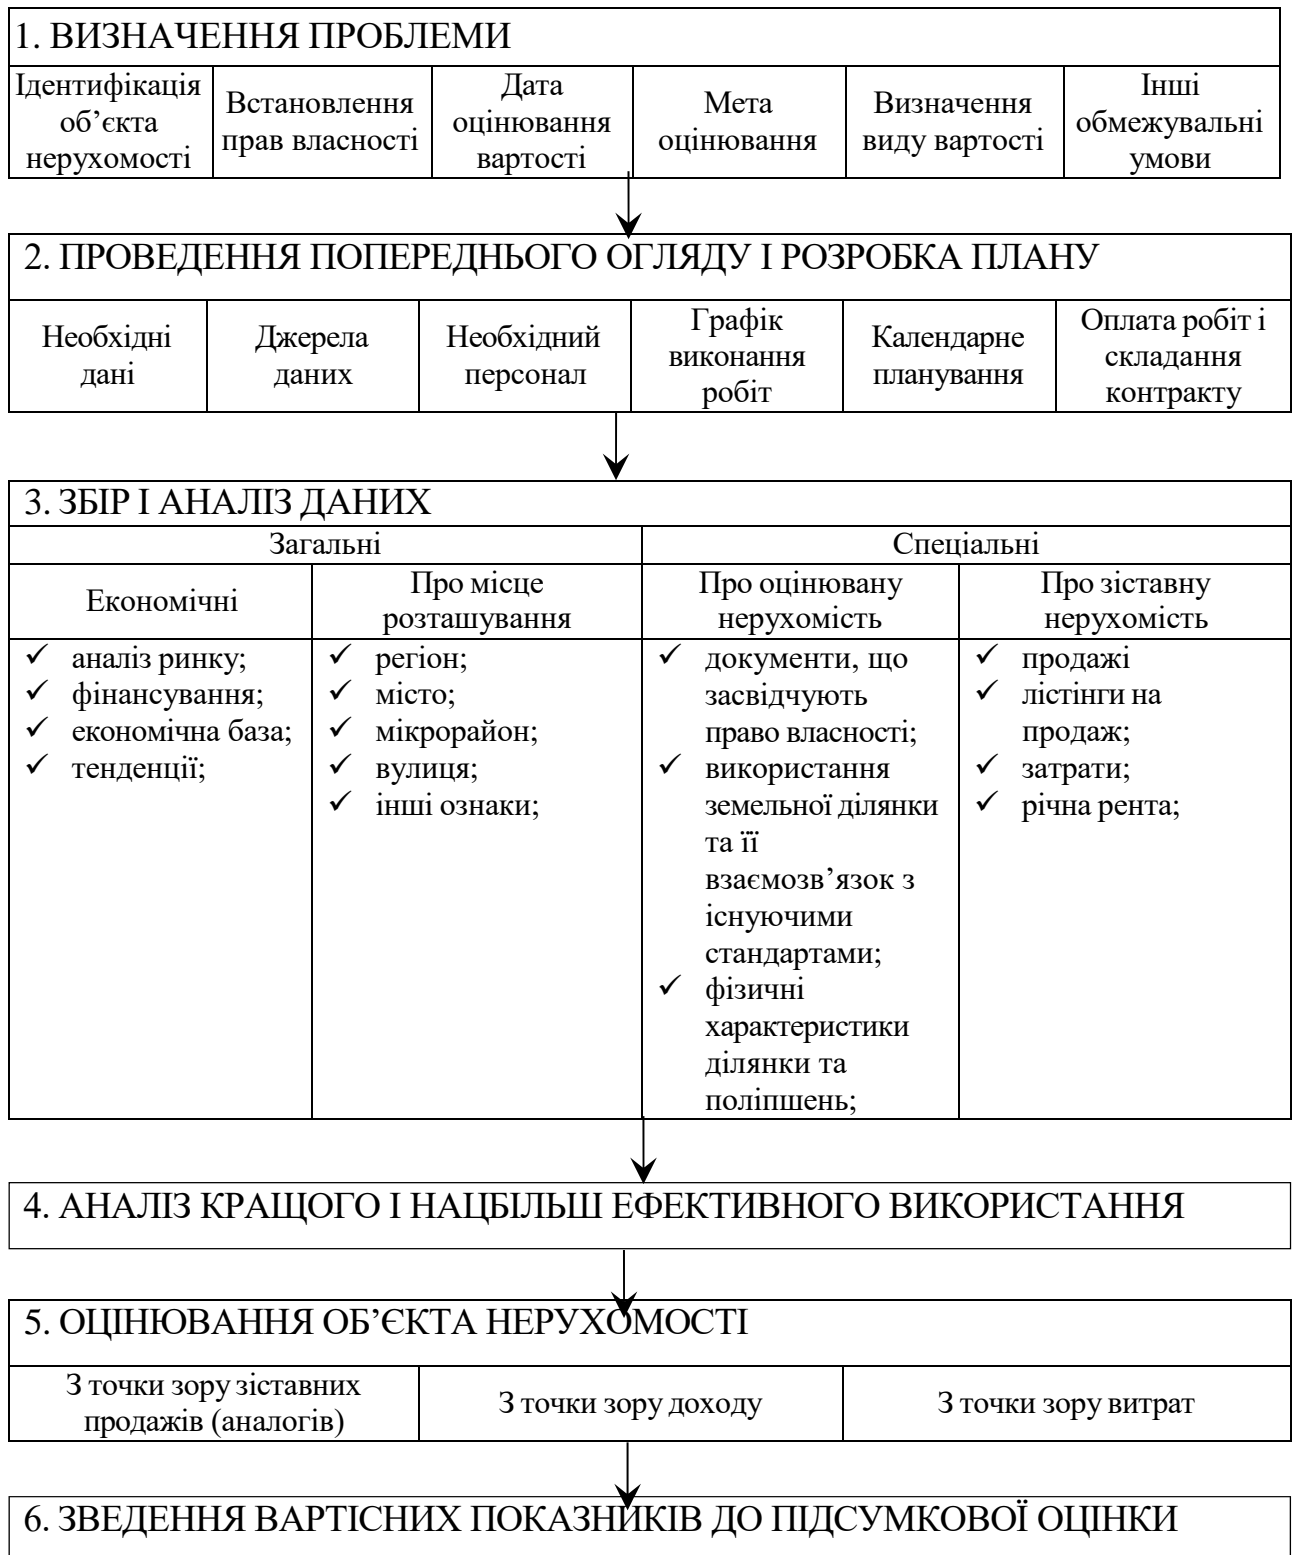 1. ВИЗНАЧЕННЯ ПРОБЛЕМИ
Ідентифікація
об’єкта
нерухомості
Встановлення
прав власності
Дата
оцінювання
вартості
Мета
оцінювання
Визначення
виду вартості
Інші
обмежувальні
умови
2. ПРОВЕДЕННЯ ПОПЕРЕДНЬОГО ОГЛЯДУ І РОЗРОБКА ПЛАНУ
Необхідні
дані
Джерела
даних
Необхідний
персонал
Графік
виконання
робіт
Календарне
планування
Оплата робіт і
складання
контракту
3. ЗБІР І АНАЛІЗ ДАНИХ
Загальні
Спеціальні
Економічні
Про місце
розташування
Про оцінювану
нерухомість
Про зіставну
нерухомість
✓ аналіз ринку;
✓ фінансування;
✓ економічна база;
✓ тенденції;
✓ регіон;
✓ місто;
✓ мікрорайон;
✓ вулиця;
✓ інші ознаки;
✓ документи, що
засвідчують
право власності;
✓ використання
земельної ділянки
та її
взаємозв’язок з
існуючими
стандартами;
✓ фізичні
характеристики
ділянки та
поліпшень;
✓ продажі
✓ лістінги на
продаж;
✓ затрати;
✓ річна рента;
4. АНАЛІЗ КРАЩОГО І НАЦБІЛЬШ ЕФЕКТИВНОГО ВИКОРИСТАННЯ
5. ОЦІНЮВАННЯ ОБ’ЄКТА НЕРУХОМОСТІ
З точки зору зіставних
продажів (аналогів)
З точки зору доходу
З точки зору витрат
6. ЗВЕДЕННЯ ВАРТІСНИХ ПОКАЗНИКІВ ДО ПІДСУМКОВОЇ ОЦІНКИ